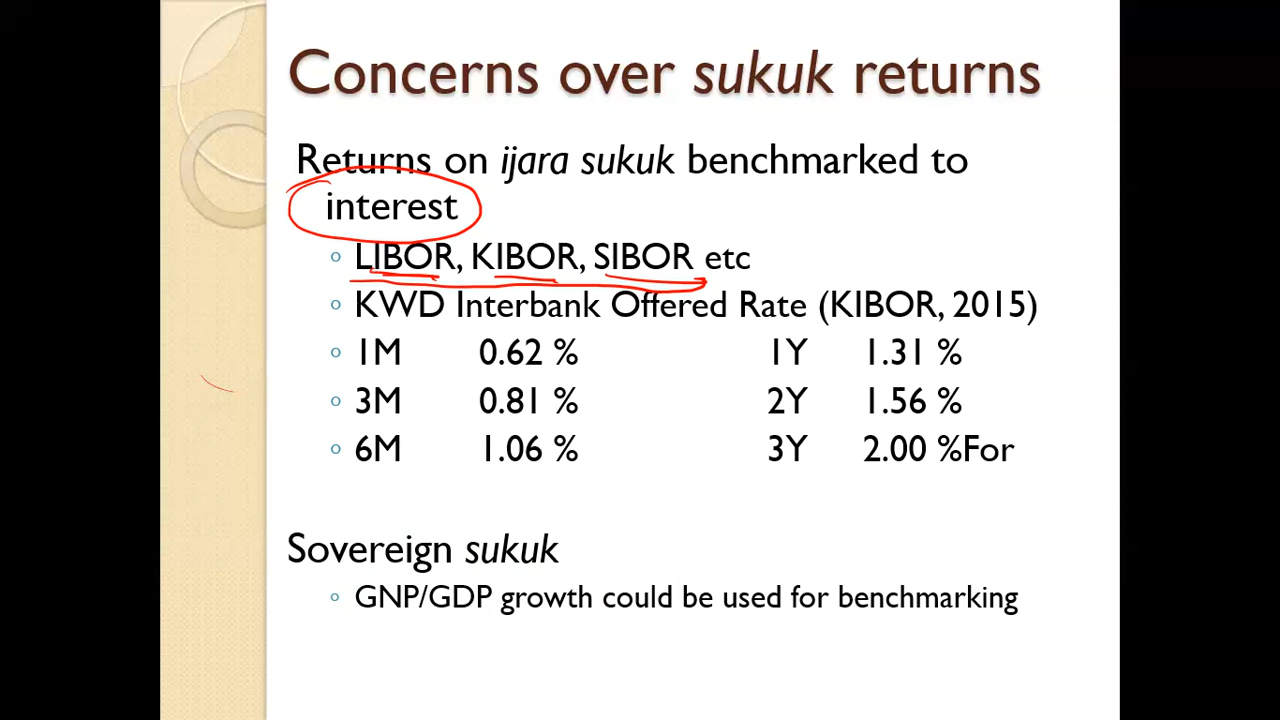 Concerns over sukuk returns
Returns on ijara sukuk benchmarked to
interest
LIBOR, KIBOR, SIBOR etc
KWD Interbank Offered Rate (KIBOR, 2015)
1M 0.62 % 1Y 1.31 %
3M 0.81 % 2Y 1.56 %
6M 1.06 % 3Y 2.00 %For
Sovereign sukuk
GNP/GDP growth could be used for benchmarking